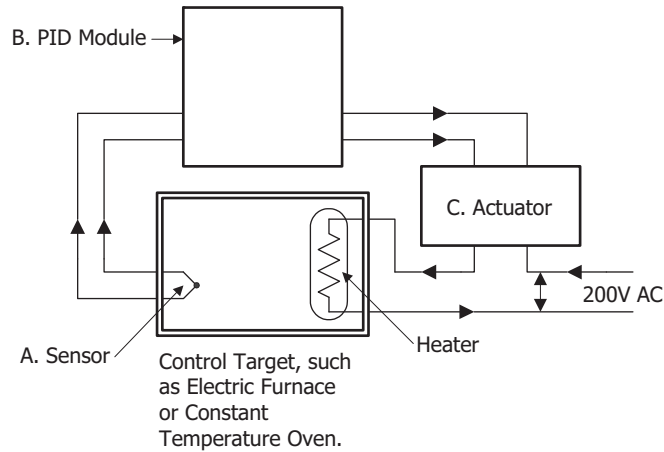 B. PID Module
C. Actuator
200V AC
A. Sensor
Heater
Control Target, such
as Electric Furnace
or Constant
Temperature Oven.